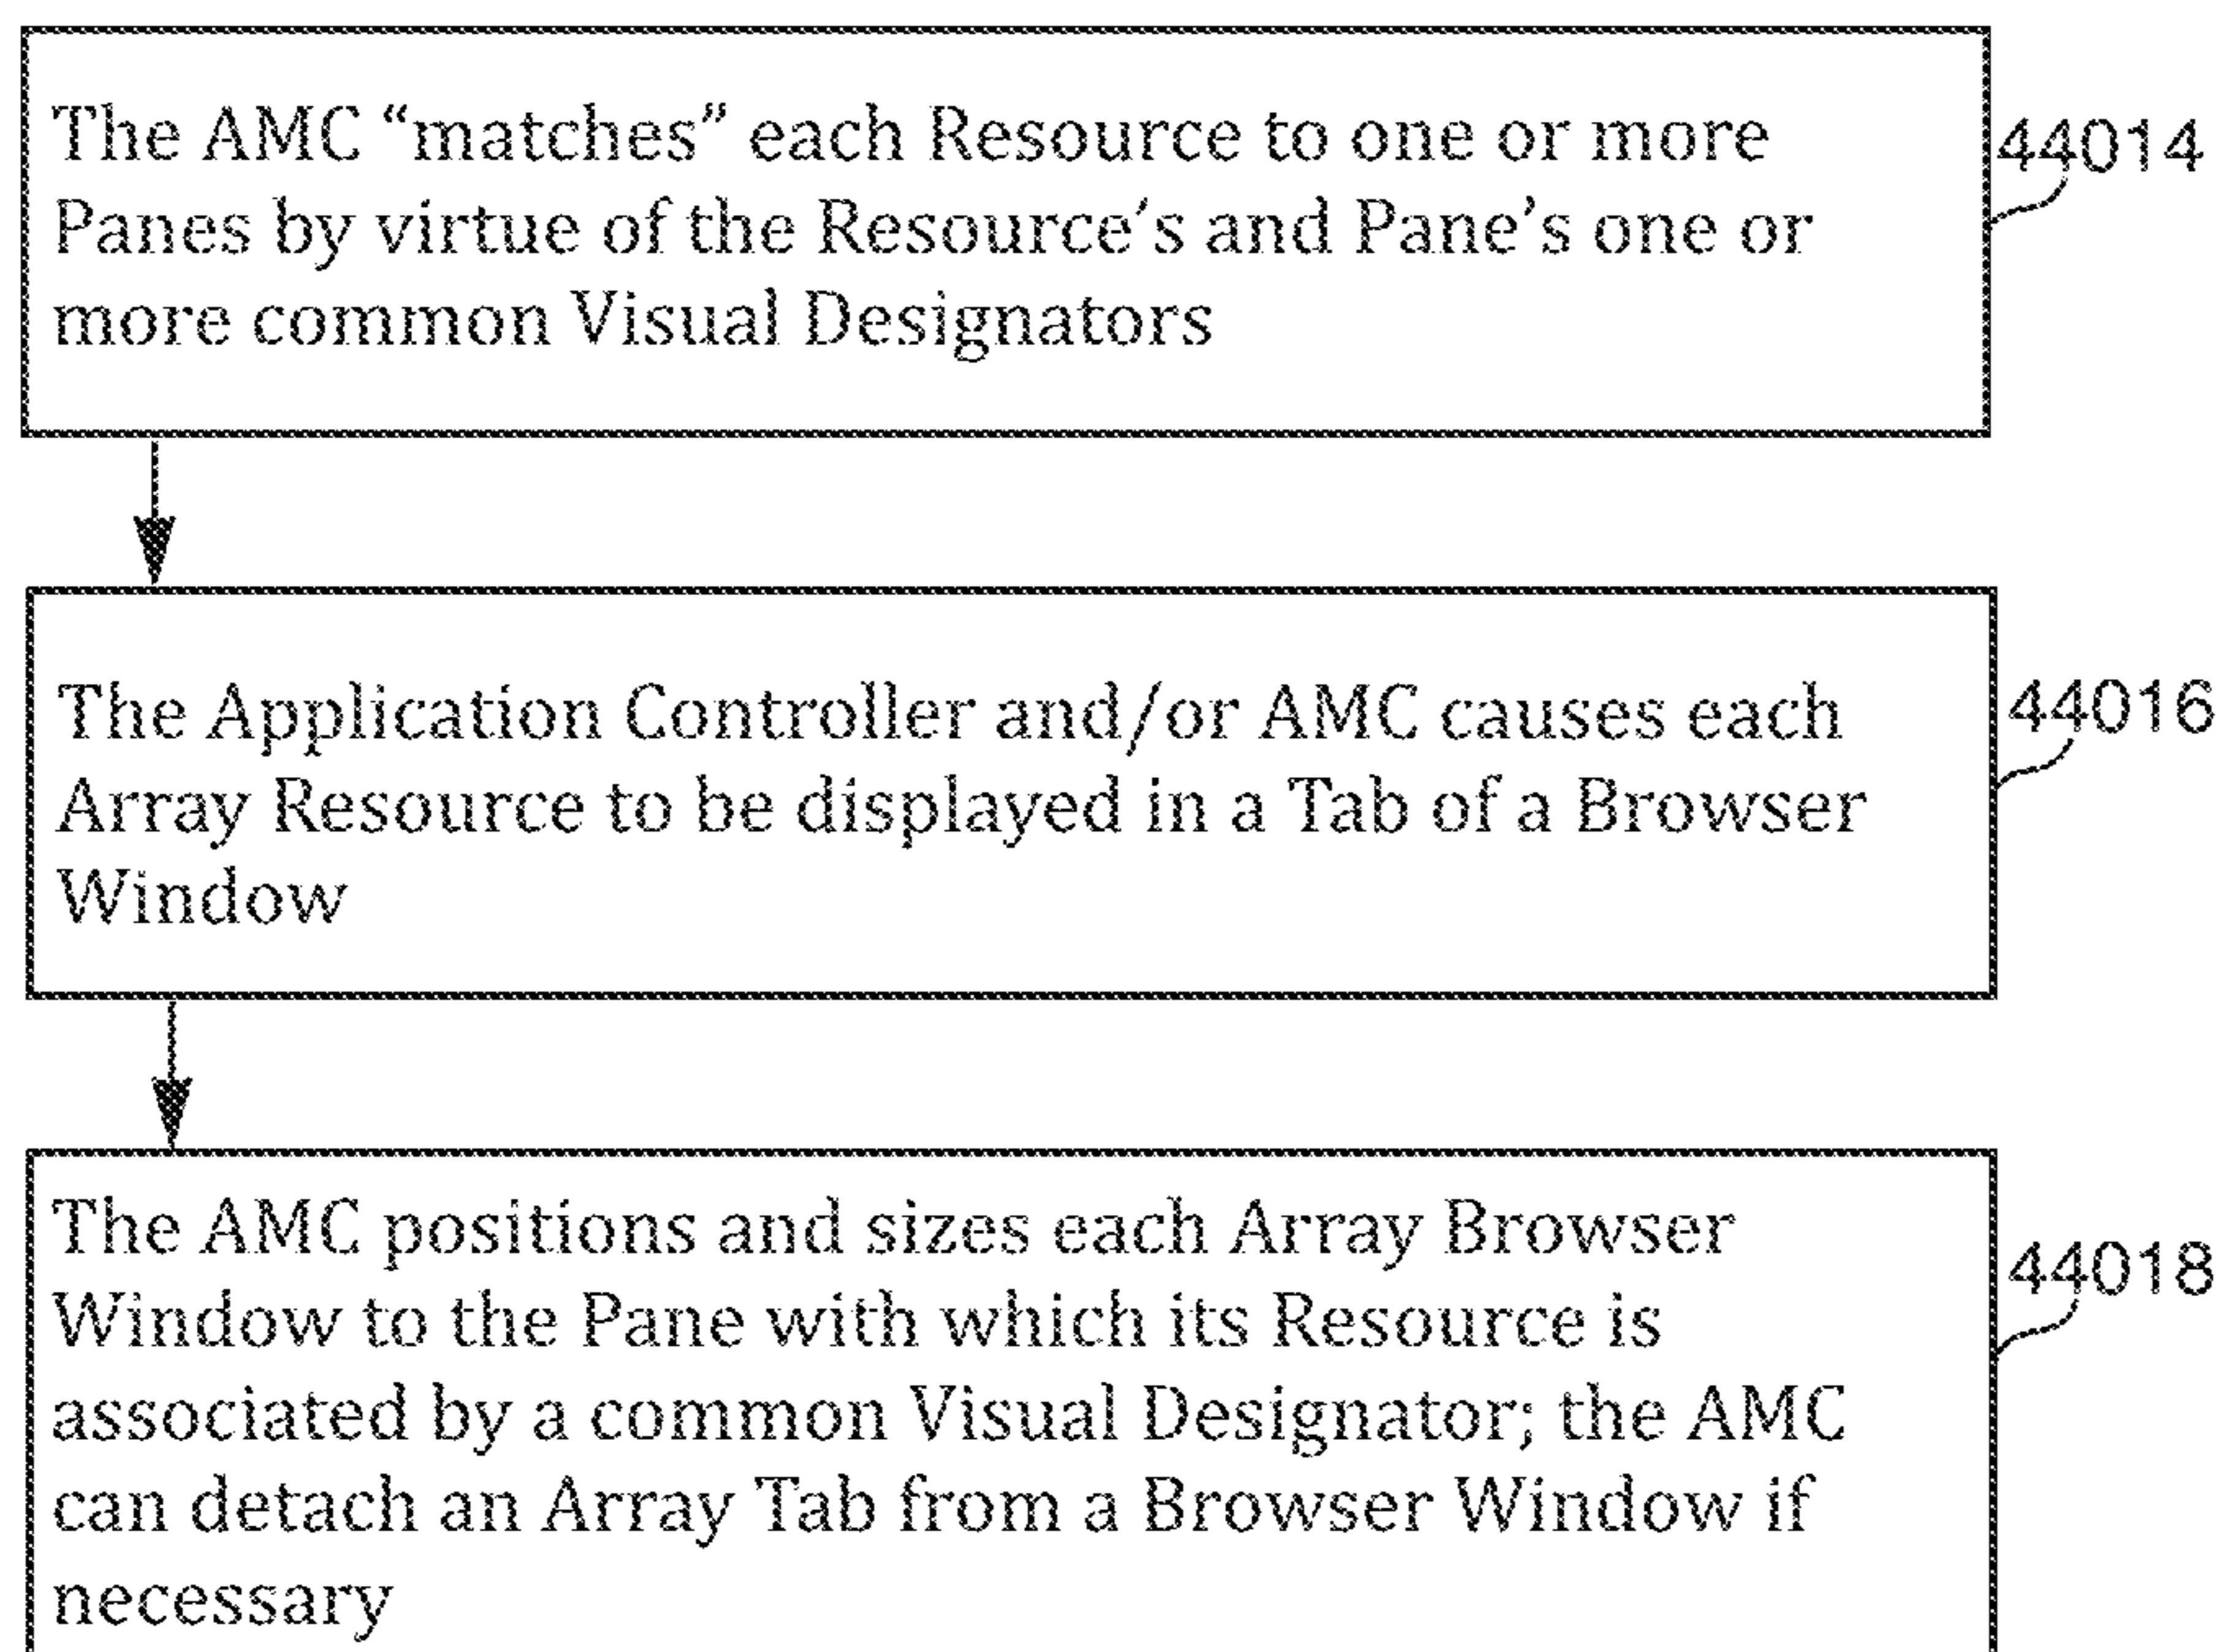 The AMC “matches” each Resource to one or more
Panes by virtue of the Resource’s and Pane’s one or
more common Visual Designators
44014
The Application Controller and/or AMC causes each
Array Resource to be displayed in a Tab of a Browser
Window
44016
The AMC positions and sizes each Array Browser
Window to the Pane with which its Resource is
associated by a common Visual Designator; the AMC
can detach an Array Tab from a Browser Window if
necessary
44018